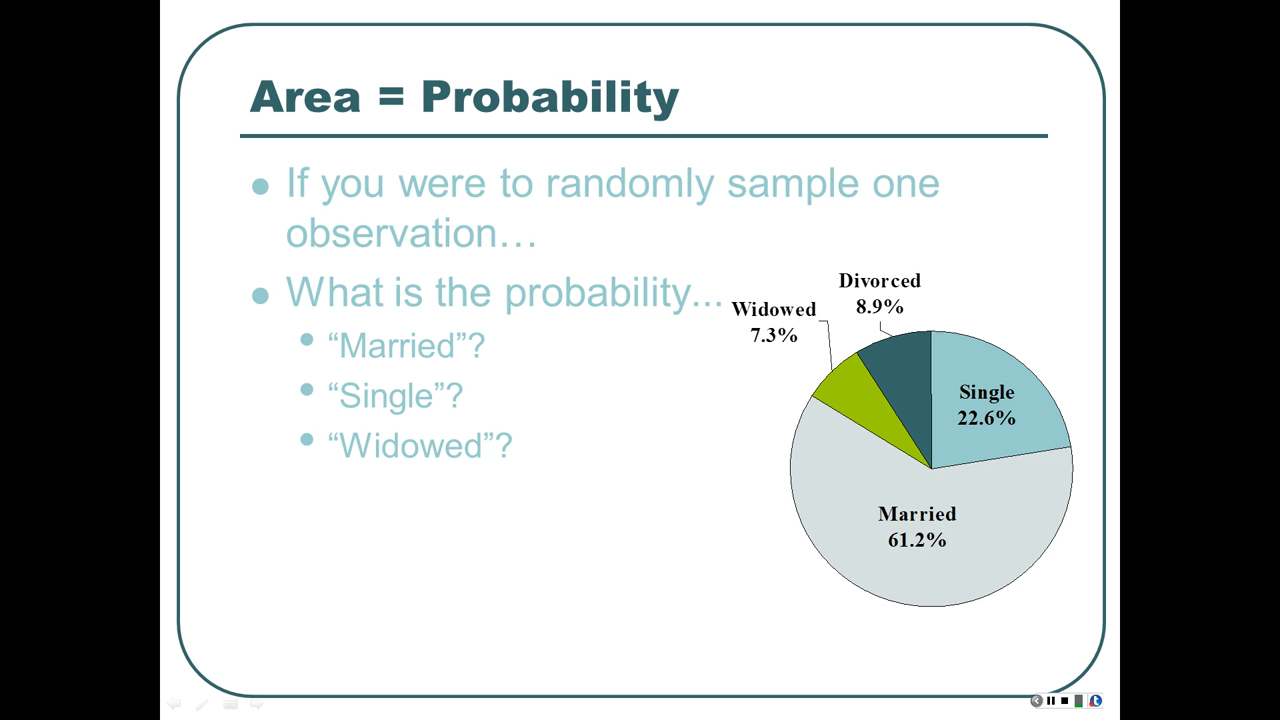 Area = Probability
If you were to randomly sample one
observation…
What is the probability...
“Married”?
“Single”?
“Widowed”?
Divorced
8.9%
Widowed
7.3%
Single
22.6%
Married
61.2%